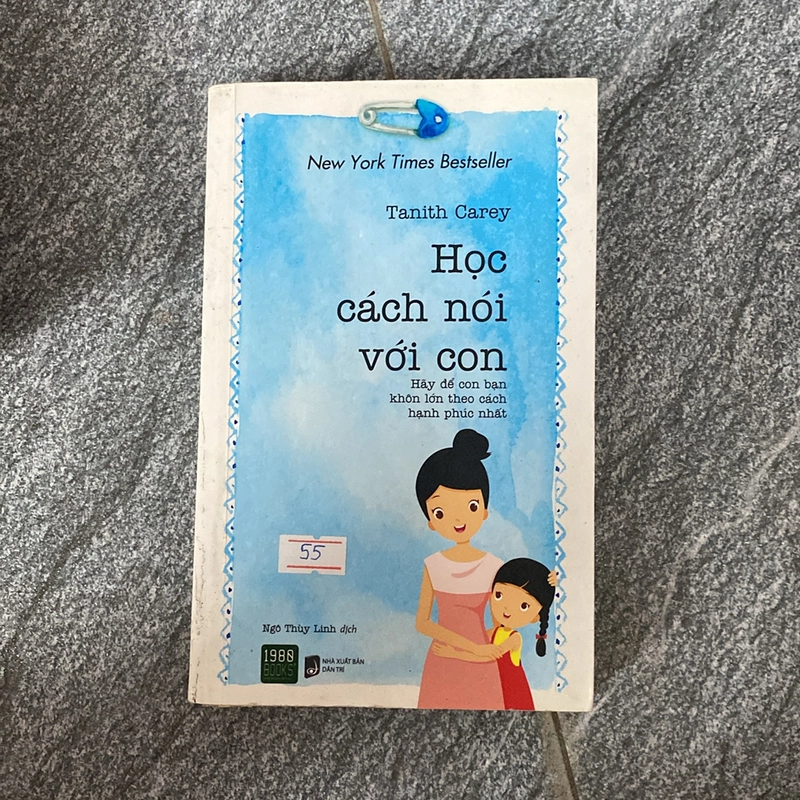 New York Times Bestseller
Tanith Carey
Học
cách nói
với con
Hãy để con bạn
khôn lớn theo cách
hạnh phúc nhất
55
Ngô Thùy Linh dịch
1980
BOOKS
NHÀ XUẤT BẢN
DÂN TRÍ